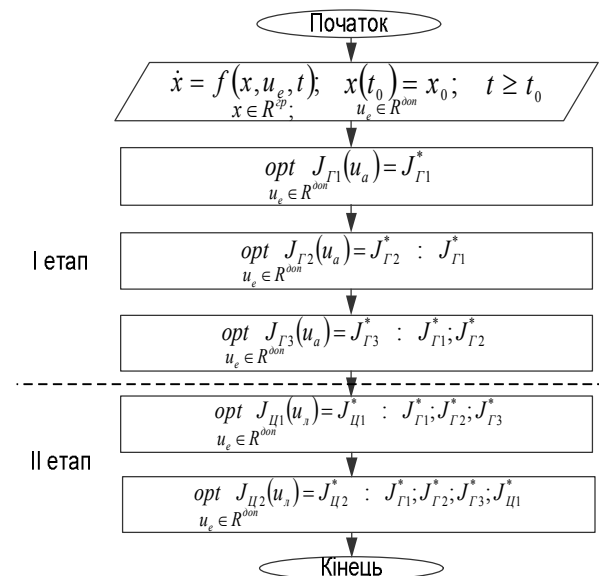 Початок
ẋ = f(x, u_e, t); x(t_0) = x_0; t ≥ t_0
x ∈ R^гр; u_e ∈ R^доп
opt J_Г1(u_a) = J*_Г1
u_e ∈ R^доп
I етап
opt J_Г2(u_a) = J*_Г2 : J*_Г1
u_e ∈ R^доп
opt J_Г3(u_a) = J*_Г3 : J*_Г1; J*_Г2
u_e ∈ R^доп
opt J_Ц1(u_л) = J*_Ц1 : J*_Г1; J*_Г2; J*_Г3
u_e ∈ R^доп
II етап
opt J_Ц2(u_л) = J*_Ц2 : J*_Г1; J*_Г2; J*_Г3; J*_Ц1
u_e ∈ R^доп
Кінець